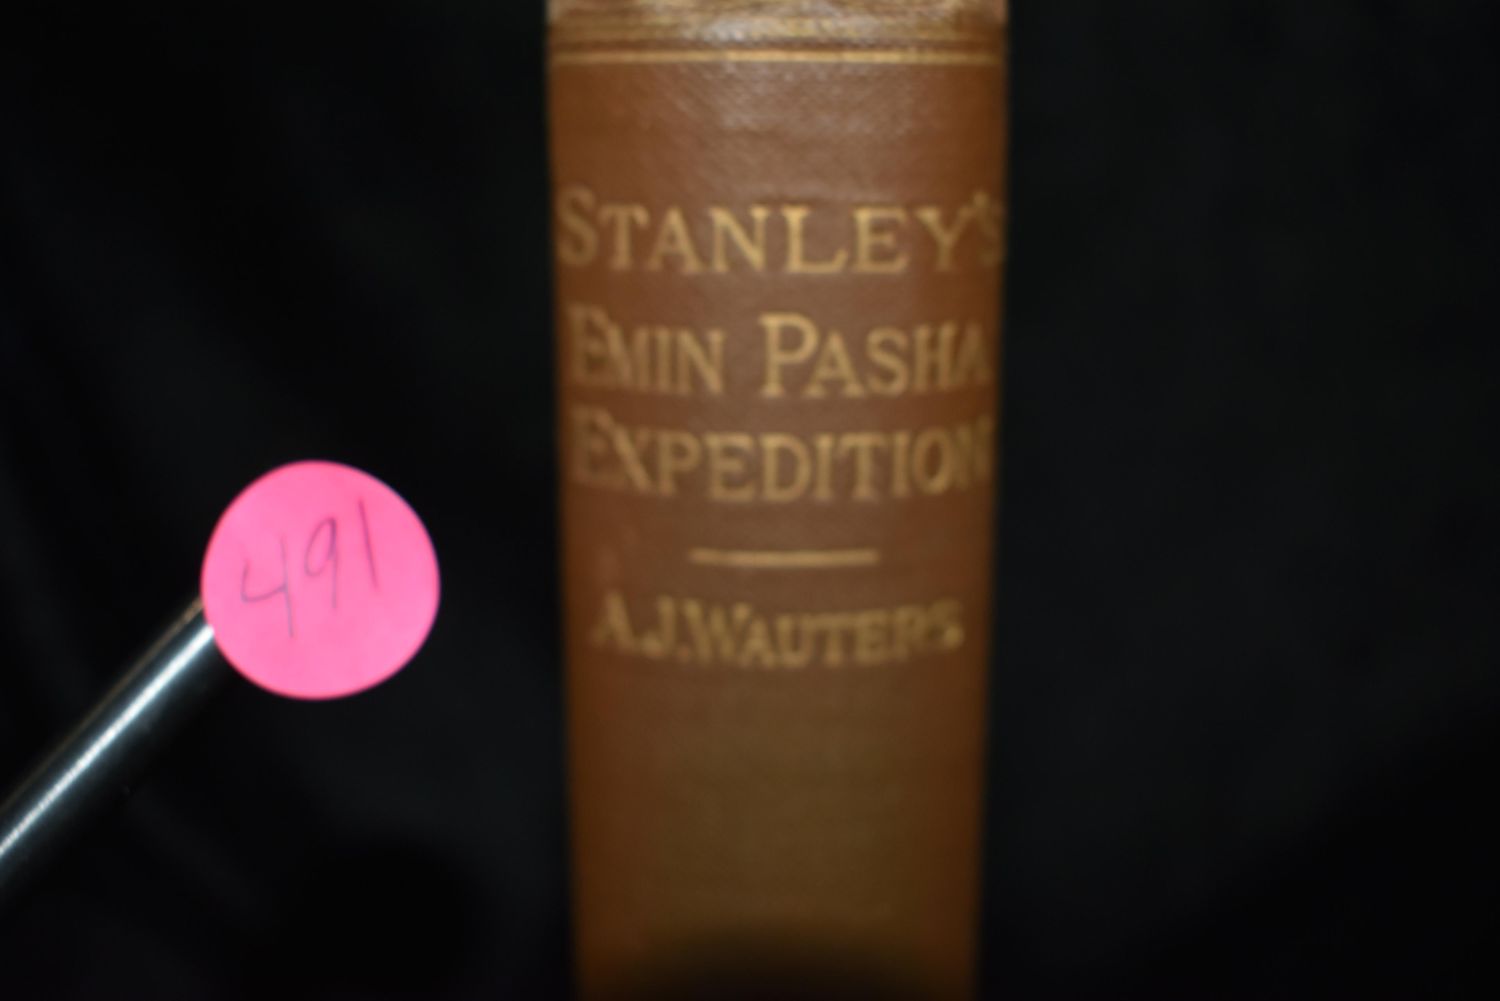 STANLEY'S
EMIN PASHA
EXPEDITION
A.J. WAUTERS
491